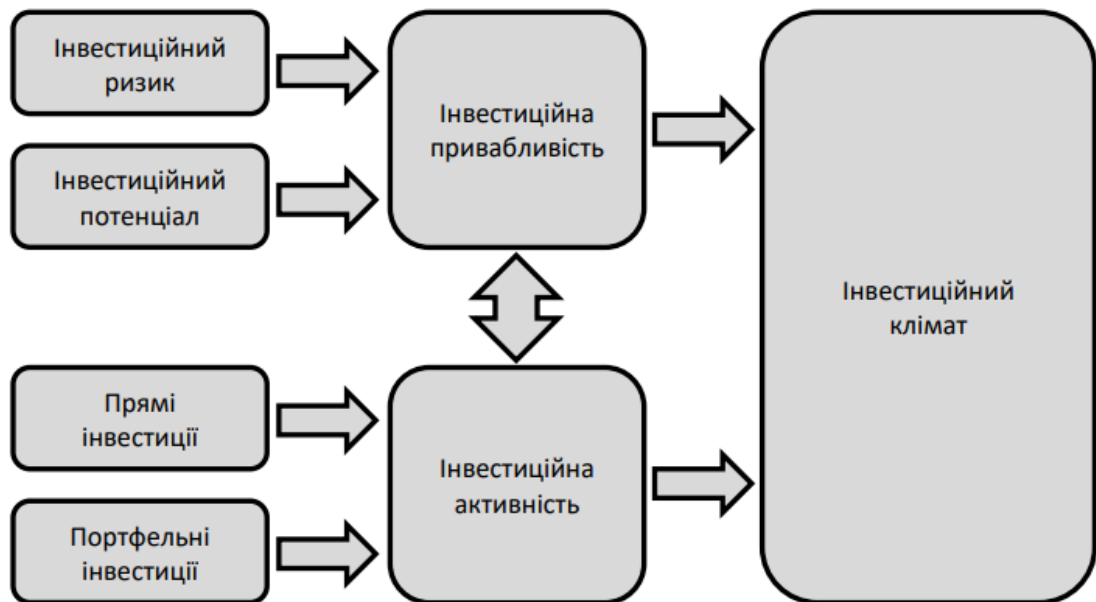 Інвестиційний
ризик
Інвестиційний
потенціал
Інвестиційна
привабливість
Інвестиційний
клімат
Прямі
інвестиції
Портфельні
інвестиції
Інвестиційна
активність